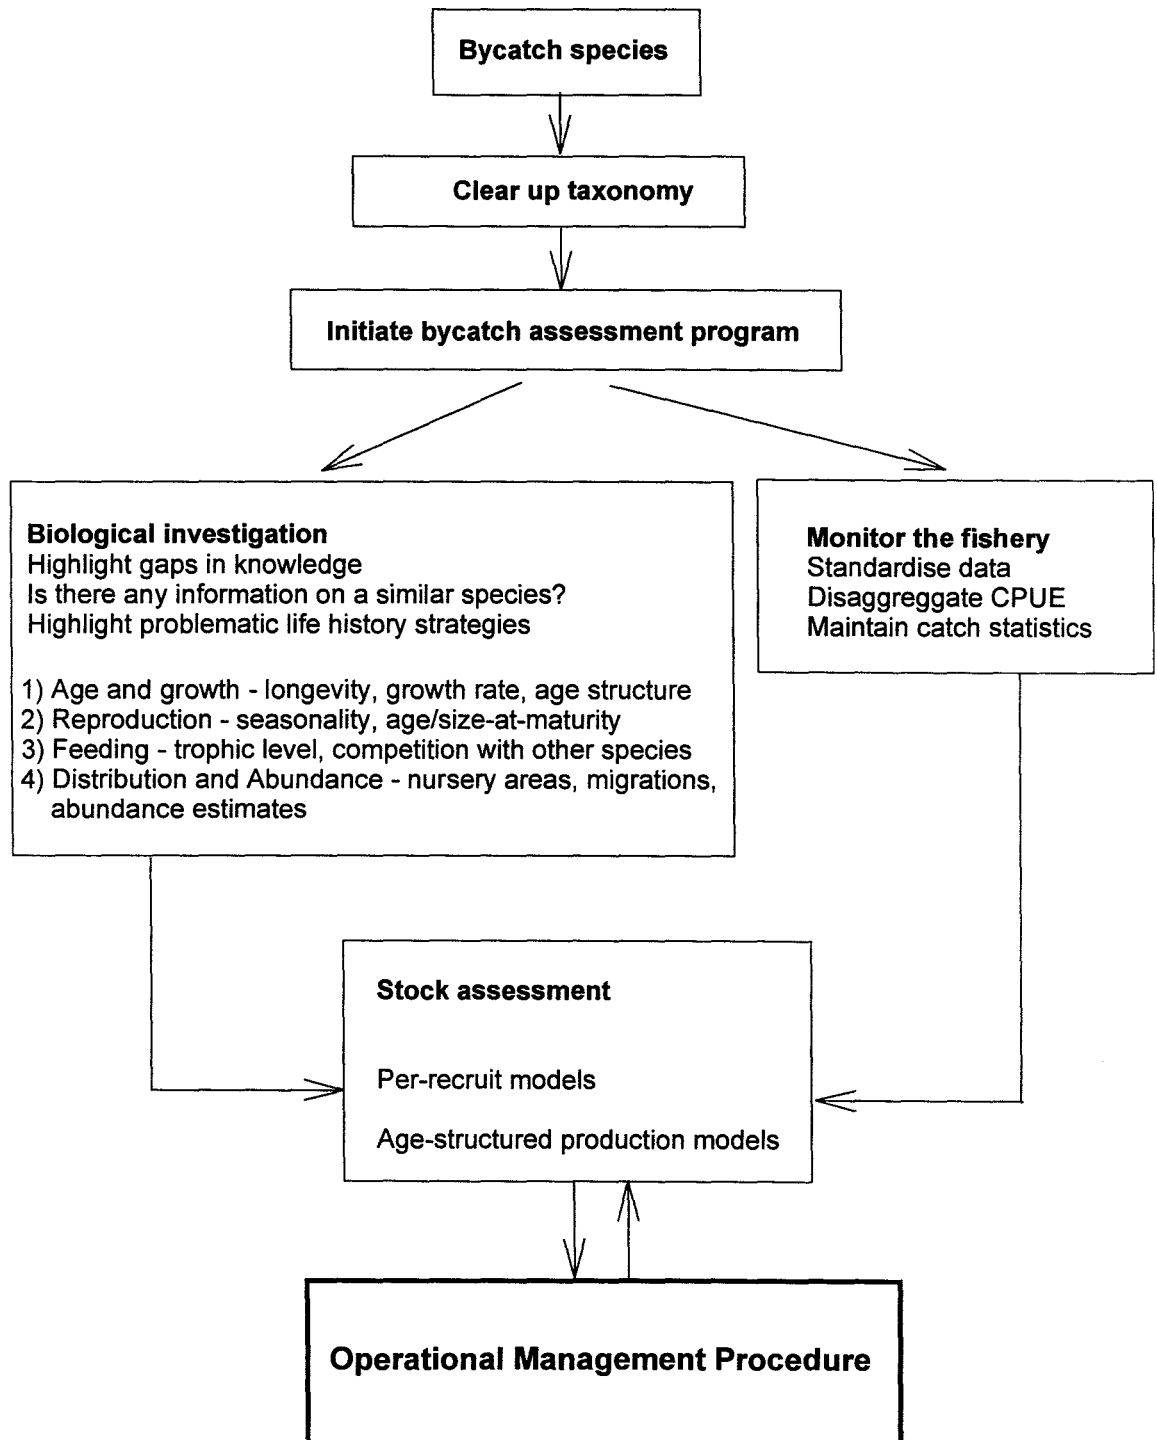 Bycatch species
Clear up taxonomy
Initiate bycatch assessment program
Biological investigation
Highlight gaps in knowledge
Is there any information on a similar species?
Highlight problematic life history strategies
1) Age and growth - longevity, growth rate, age structure
2) Reproduction - seasonality, age/size-at-maturity
3) Feeding - trophic level, competition with other species
4) Distribution and Abundance - nursery areas, migrations,
abundance estimates
Monitor the fishery
Standardise data
Disaggreggate CPUE
Maintain catch statistics
Stock assessment
Per-recruit models
Age-structured production models
Operational Management Procedure